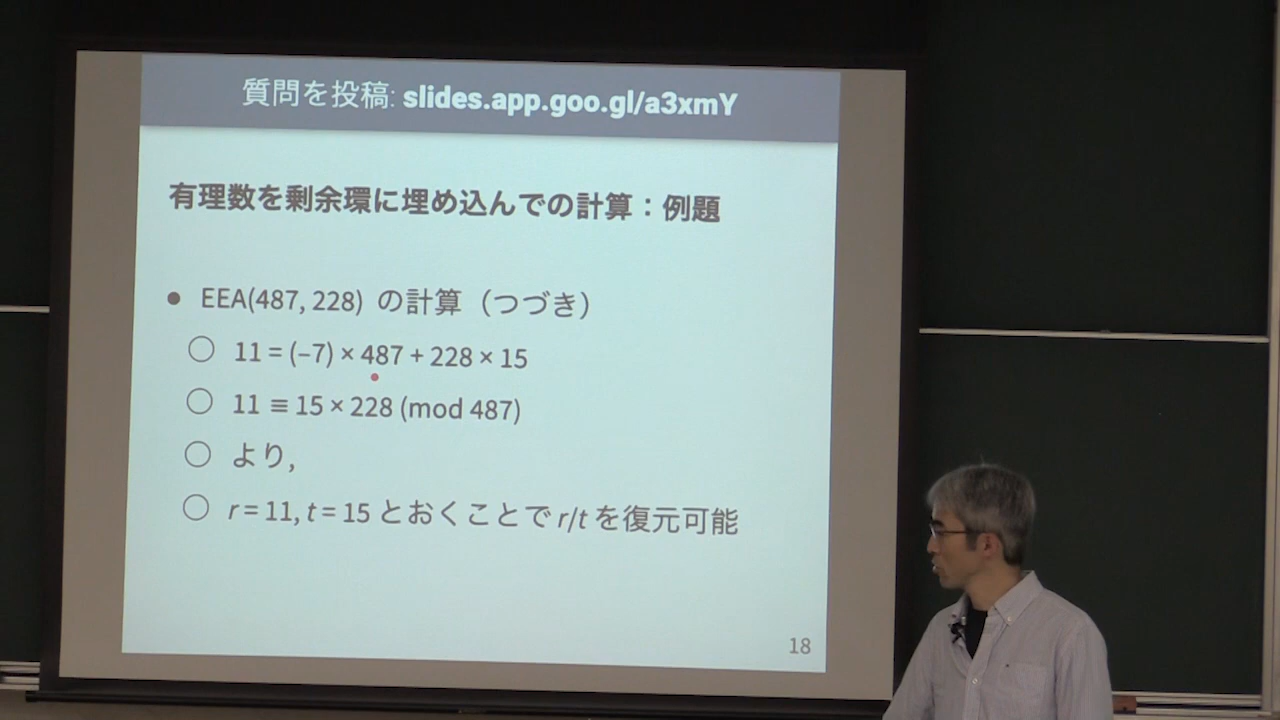 質問を投稿: slides.app.goo.gl/a3xmY
有理数を剰余環に埋め込んでの計算：例題
● EEA(487, 228) の計算（つづき）
○ 11 = (–7) × 487 + 228 × 15
○ 11 ≡ 15 × 228 (mod 487)
○ より,
○ r = 11, t = 15 とおくことで r/t を復元可能
18